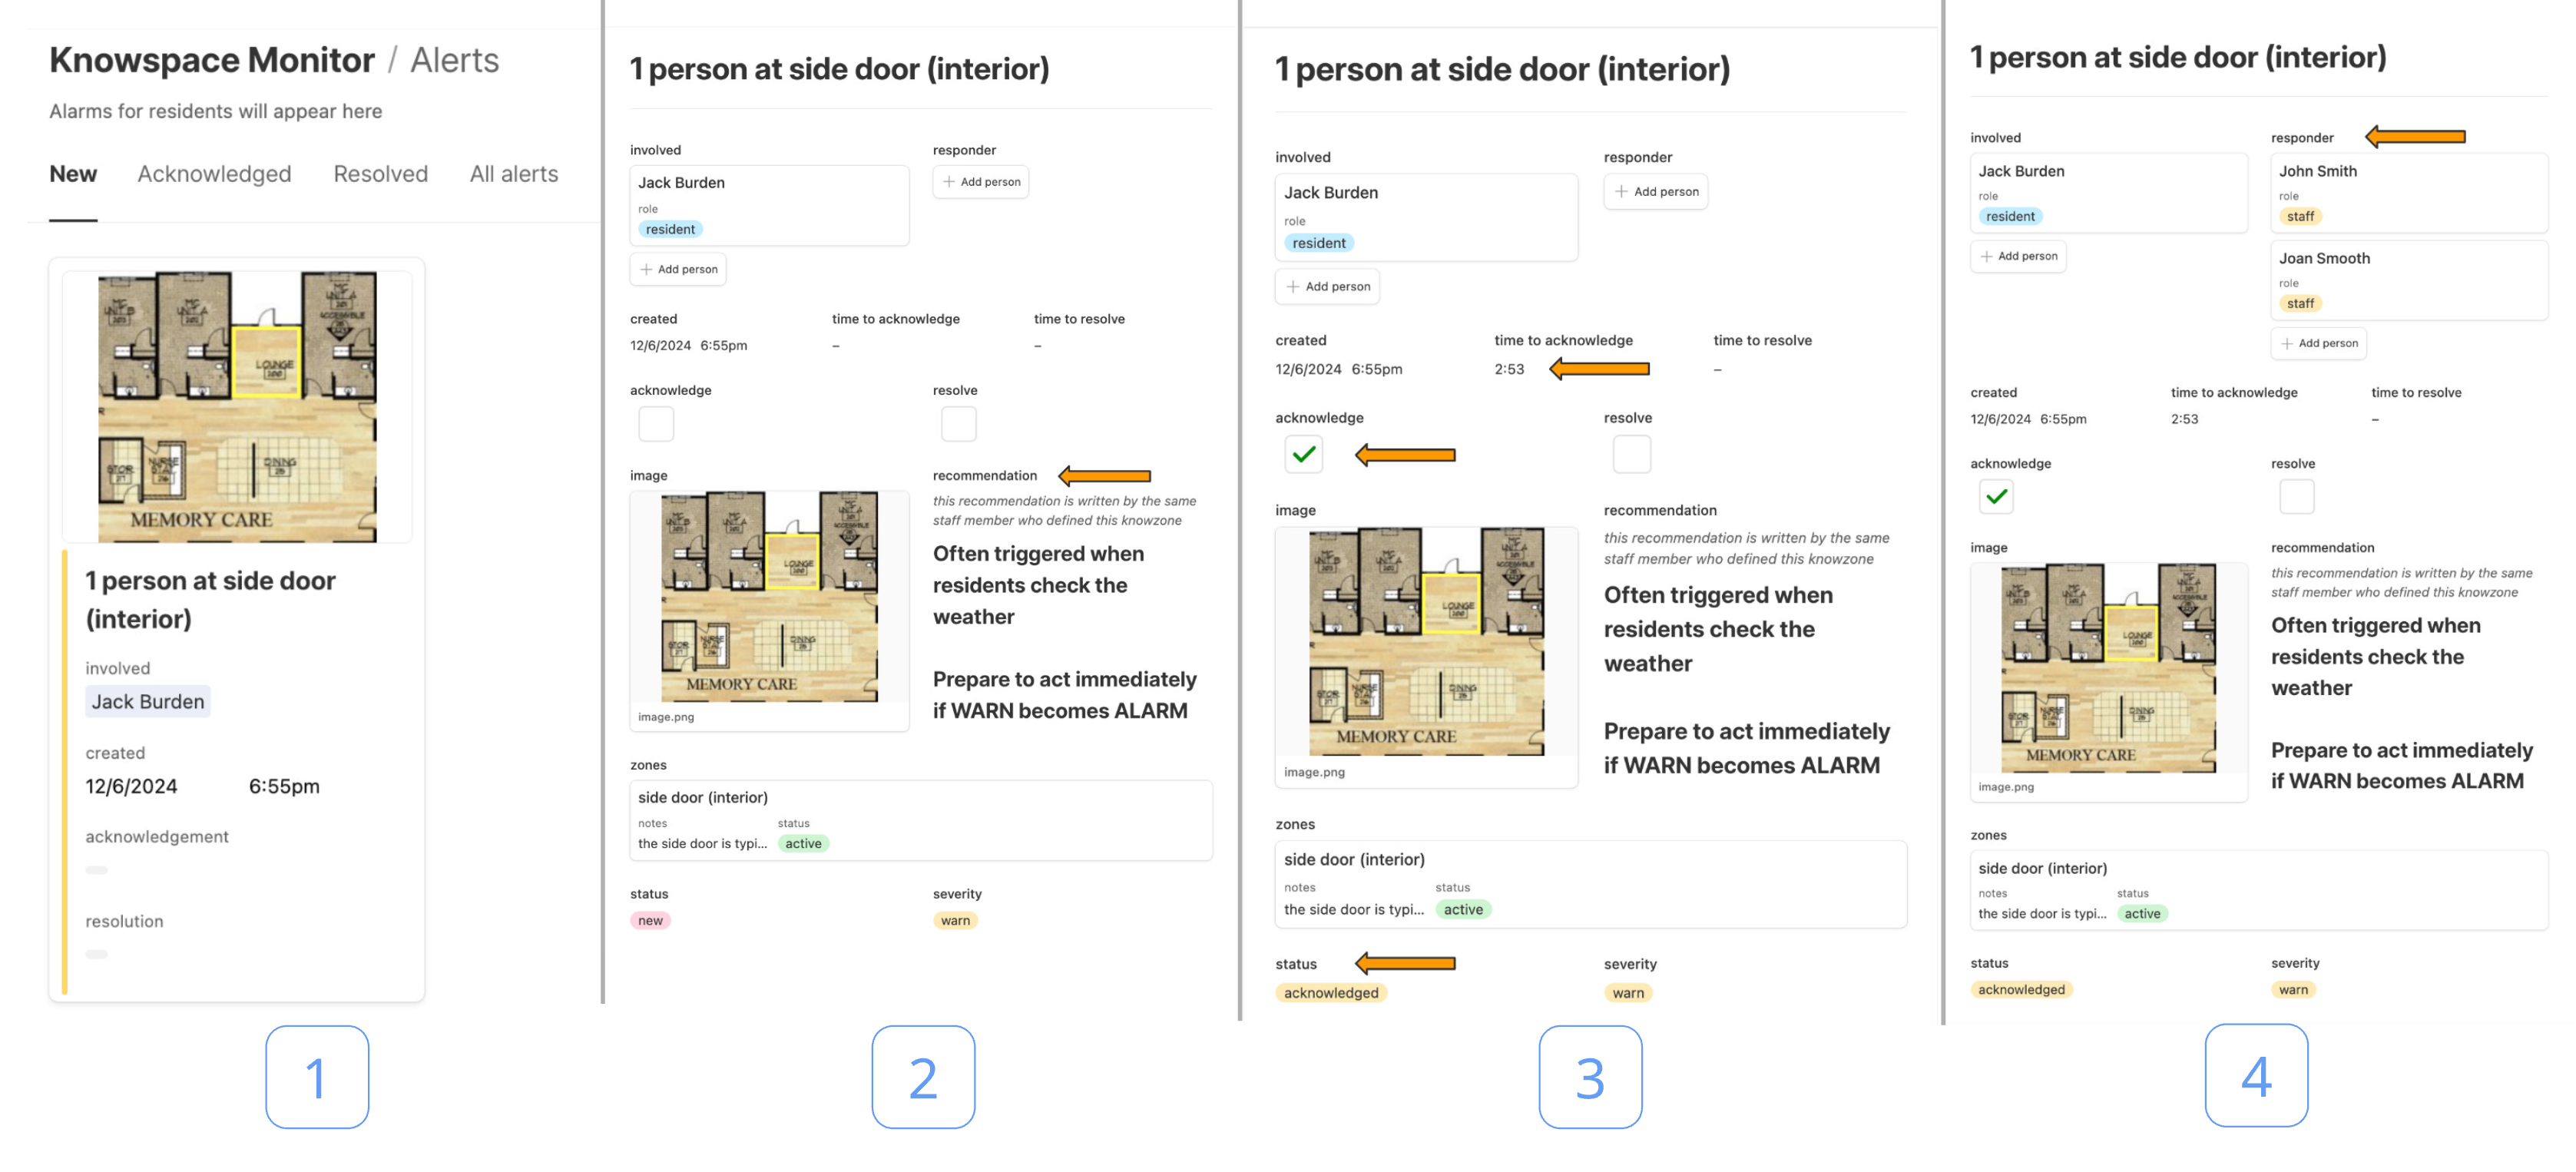 Knowspace Monitor / Alerts
Alarms for residents will appear here
New Acknowledged Resolved All alerts
LOUNGE
DINING
MEMORY CARE
1 person at side door
(interior)
involved
Jack Burden
created
12/6/2024 6:55pm
acknowledgement
resolution
1
1 person at side door (interior)
involved responder
Jack Burden + Add person
role
resident
+ Add person
created time to acknowledge time to resolve
12/6/2024 6:55pm – –
acknowledge resolve
image recommendation
this recommendation is written by the same
staff member who defined this knowzone
Often triggered when
residents check the
weather
Prepare to act immediately
if WARN becomes ALARM
LOUNGE
DINING
MEMORY CARE
image.png
zones
side door (interior)
notes status
the side door is typi... active
status severity
new warn
2
1 person at side door (interior)
involved responder
Jack Burden + Add person
role
resident
+ Add person
created time to acknowledge time to resolve
12/6/2024 6:55pm 2:53 –
acknowledge resolve
image recommendation
this recommendation is written by the same
staff member who defined this knowzone
Often triggered when
residents check the
weather
Prepare to act immediately
if WARN becomes ALARM
LOUNGE
DINING
MEMORY CARE
image.png
zones
side door (interior)
notes status
the side door is typi... active
status severity
acknowledged warn
3
1 person at side door (interior)
involved responder
Jack Burden John Smith
role role
resident staff
+ Add person Joan Smooth
role
staff
+ Add person
created time to acknowledge time to resolve
12/6/2024 6:55pm 2:53 –
acknowledge resolve
image recommendation
this recommendation is written by the same
staff member who defined this knowzone
Often triggered when
residents check the
weather
Prepare to act immediately
if WARN becomes ALARM
LOUNGE
DINING
MEMORY CARE
image.png
zones
side door (interior)
notes status
the side door is typi... active
status severity
acknowledged warn
4